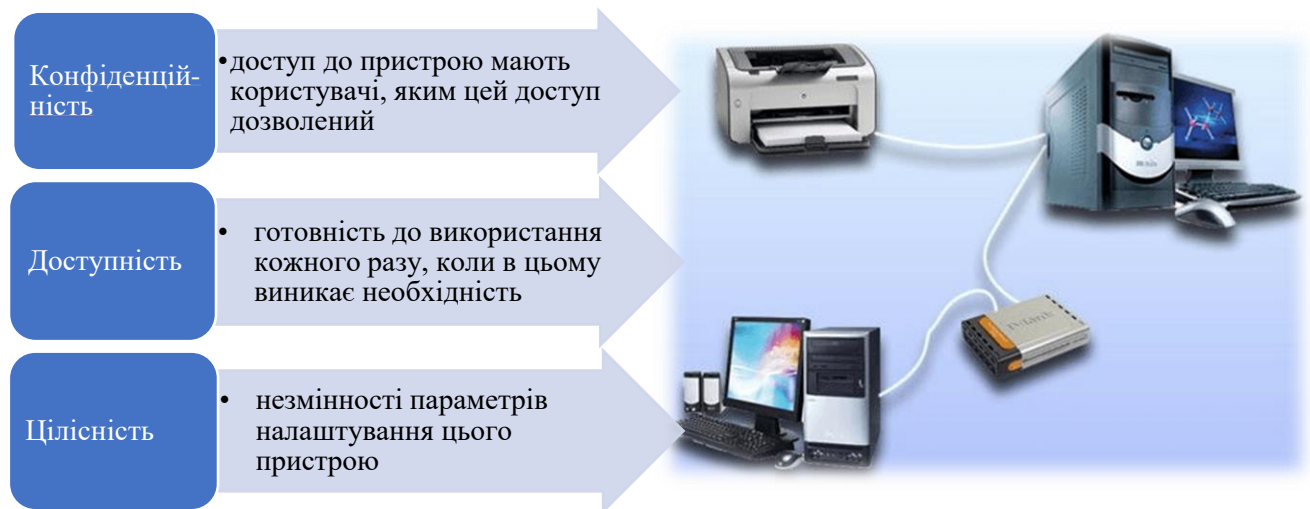 Конфіденцій-
ність
•доступ до пристрою мають
користувачі, яким цей доступ
дозволений
Доступність
• готовність до використання
кожного разу, коли в цьому
виникає необхідність
Цілісність
• незмінності параметрів
налаштування цього
пристрою
D-Link